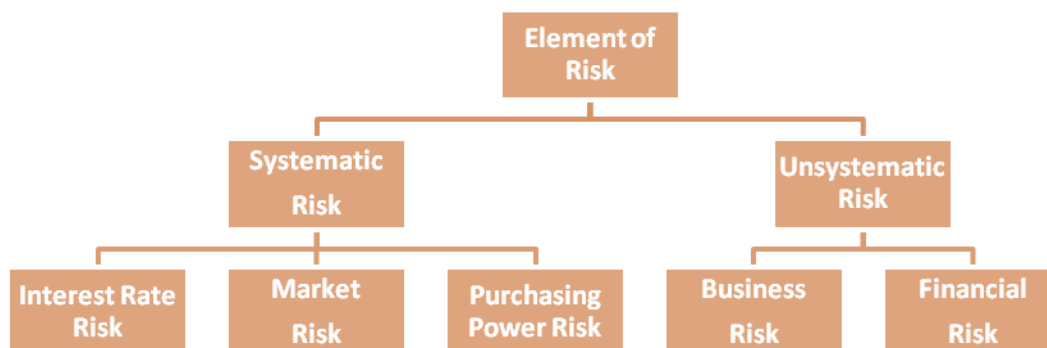 Element of
Risk
Systematic
Risk
Unsystematic
Risk
Interest Rate
Risk
Market
Risk
Purchasing
Power Risk
Business
Risk
Financial
Risk